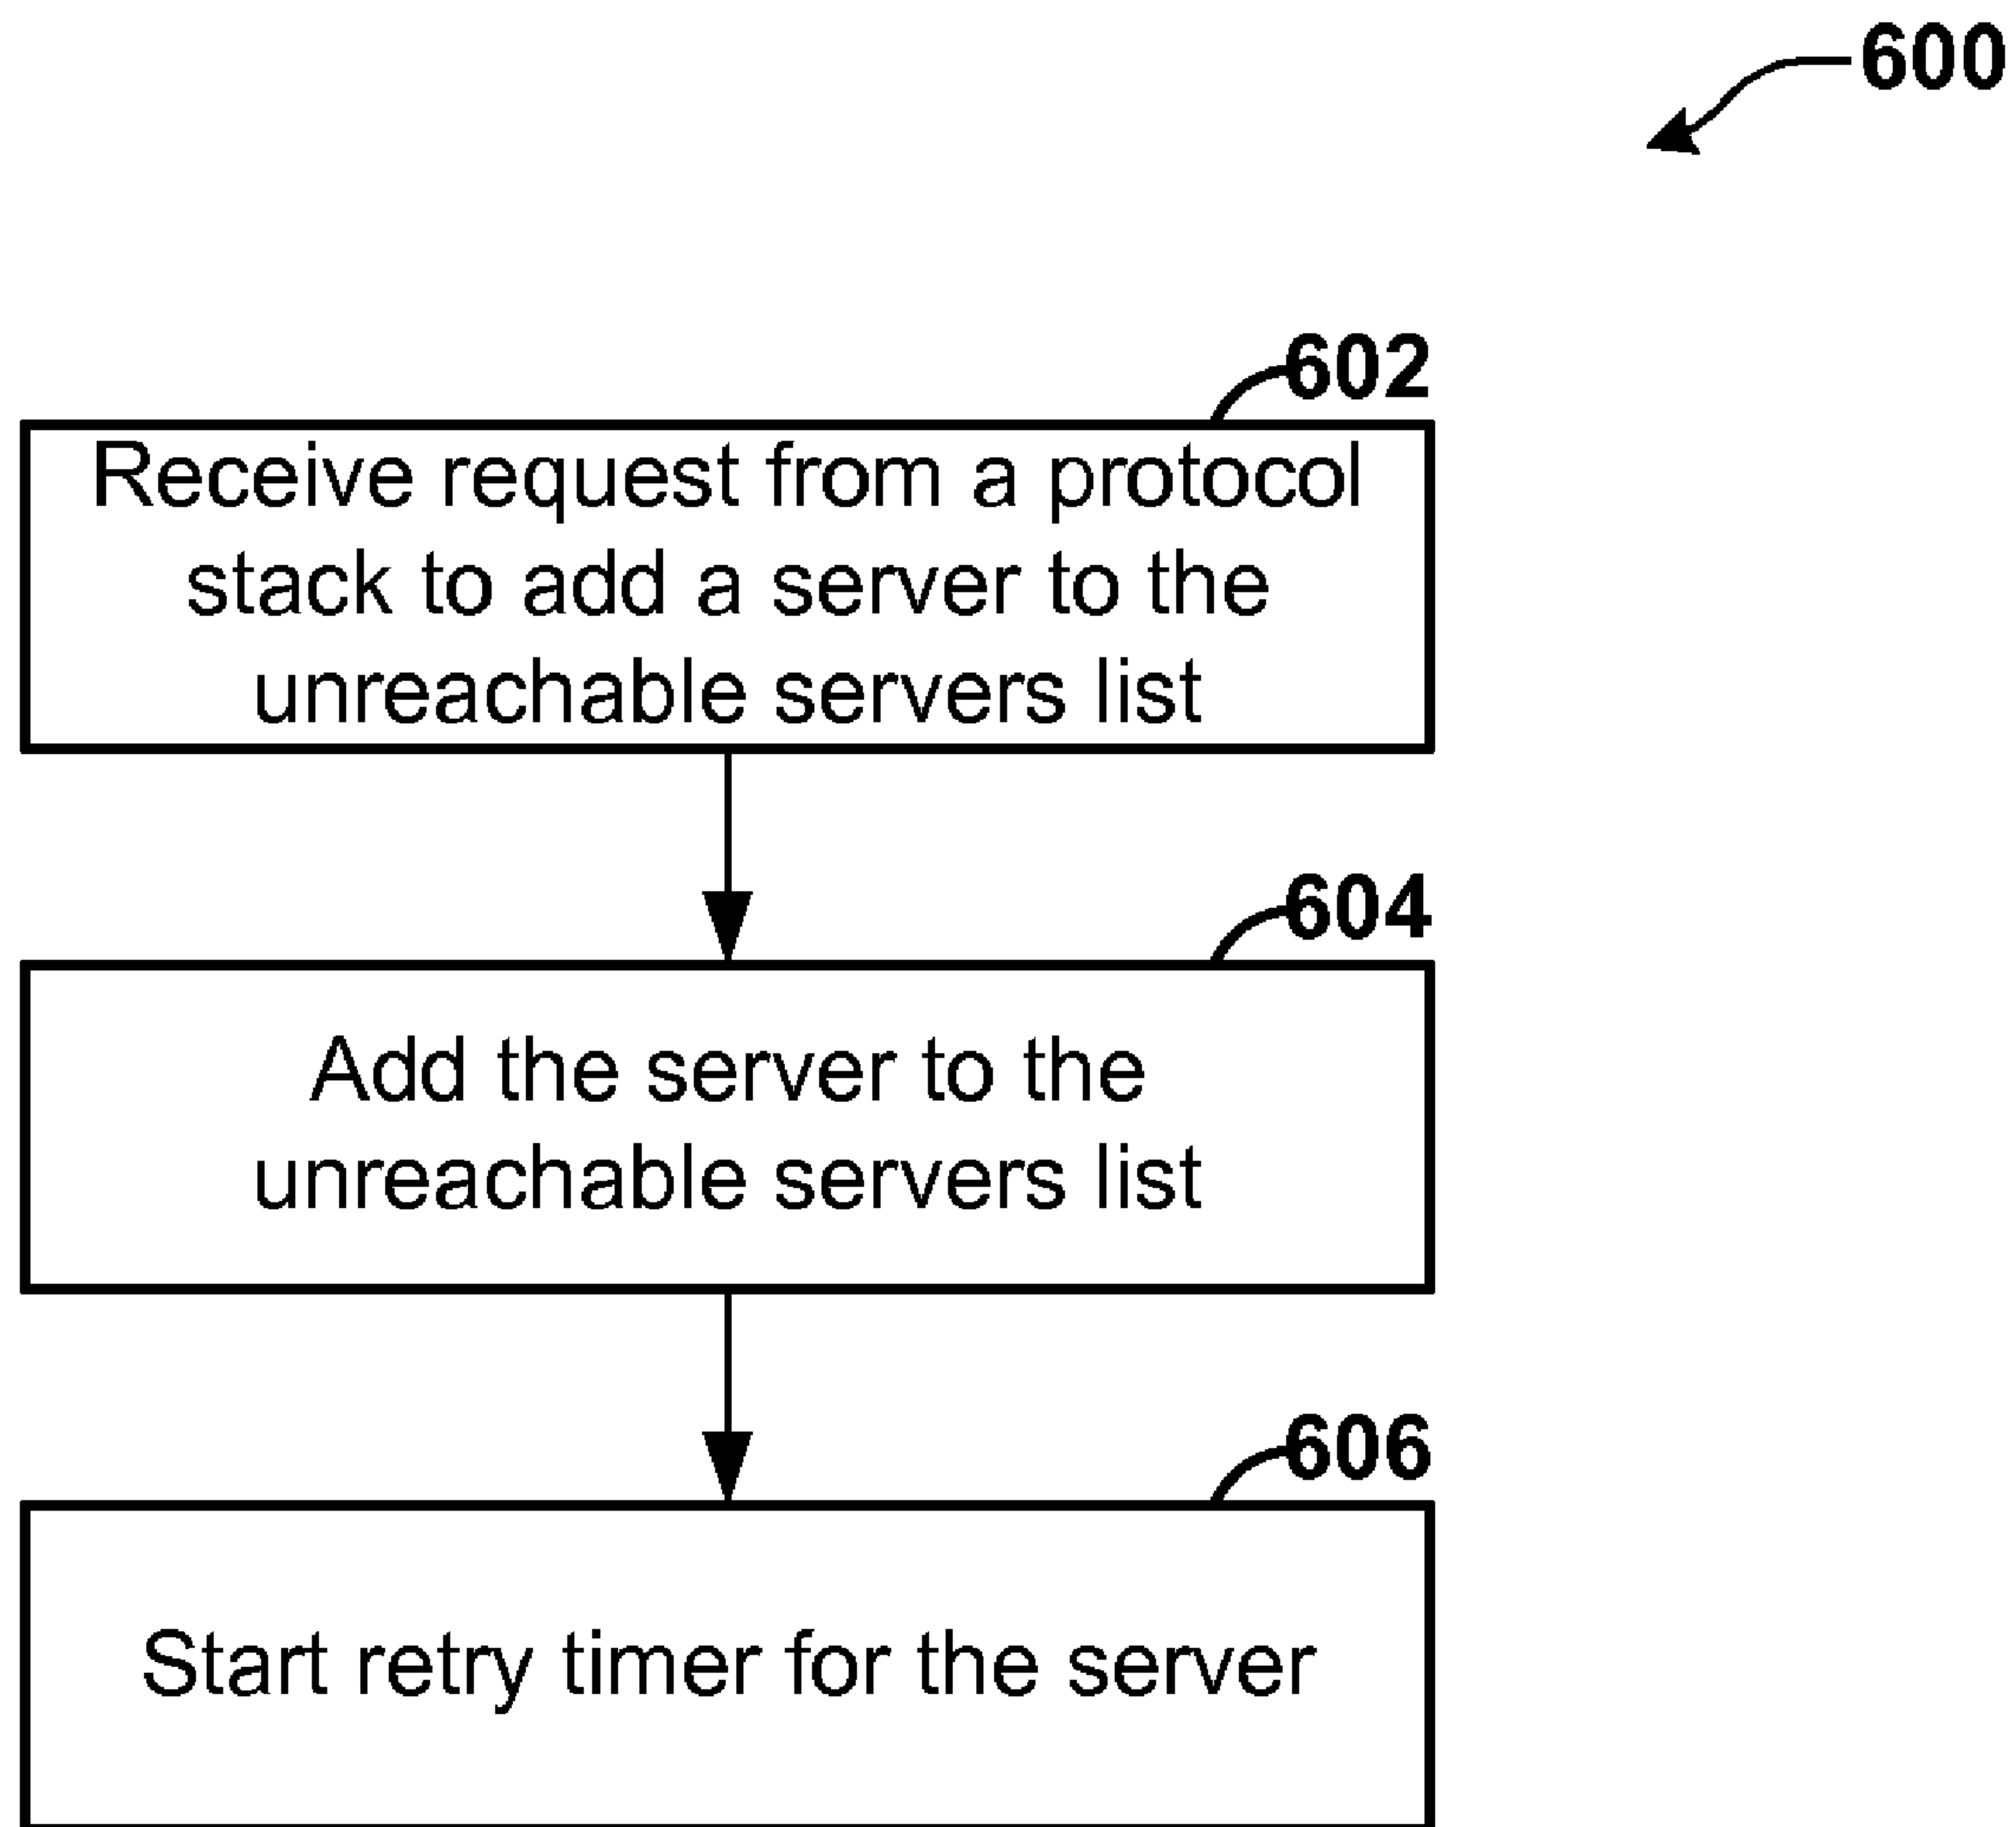 600
602
Receive request from a protocol
stack to add a server to the
unreachable servers list
604
Add the server to the
unreachable servers list
606
Start retry timer for the server